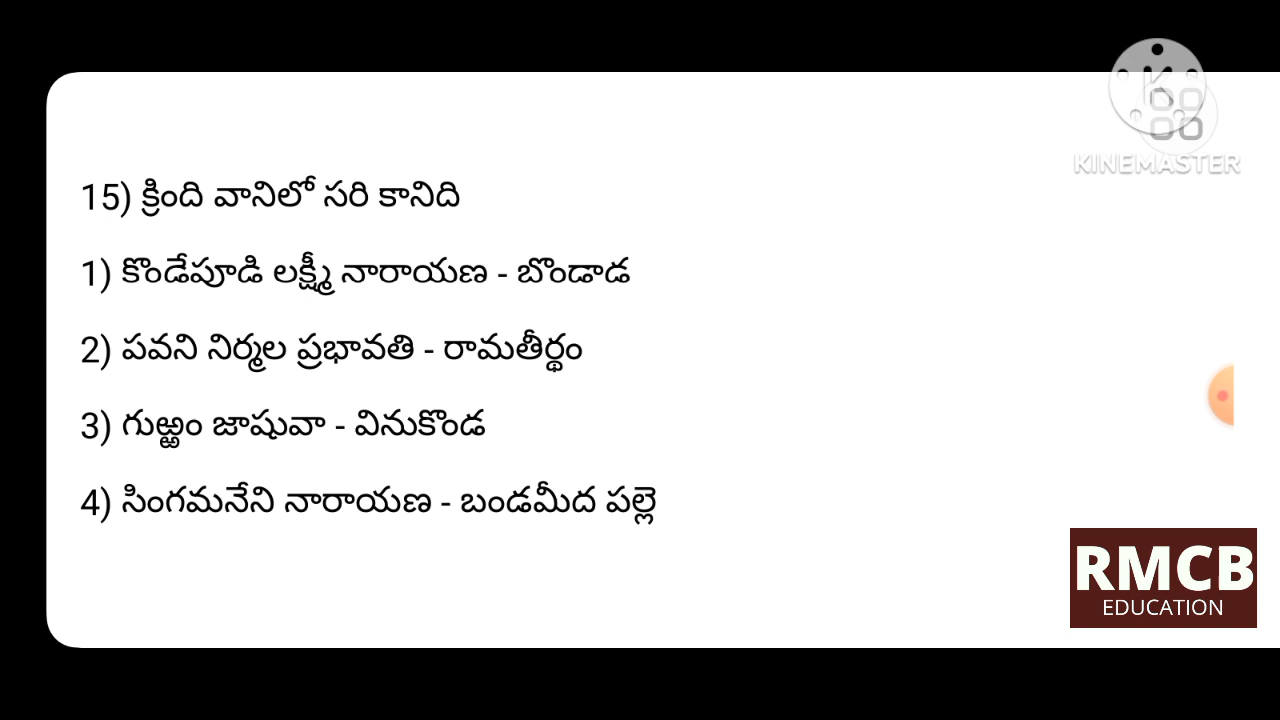 KINEMASTER
15) క్రింది వానిలో సరి కానిది
1) కొండేపూడి లక్ష్మీ నారాయణ - బొండాడ
2) పవని నిర్మల ప్రభావతి - రామతీర్థం
3) గుఱ్ఱం జాషువా - వినుకొండ
4) సింగమనేని నారాయణ - బండమీద పల్లె
RMCB
EDUCATION